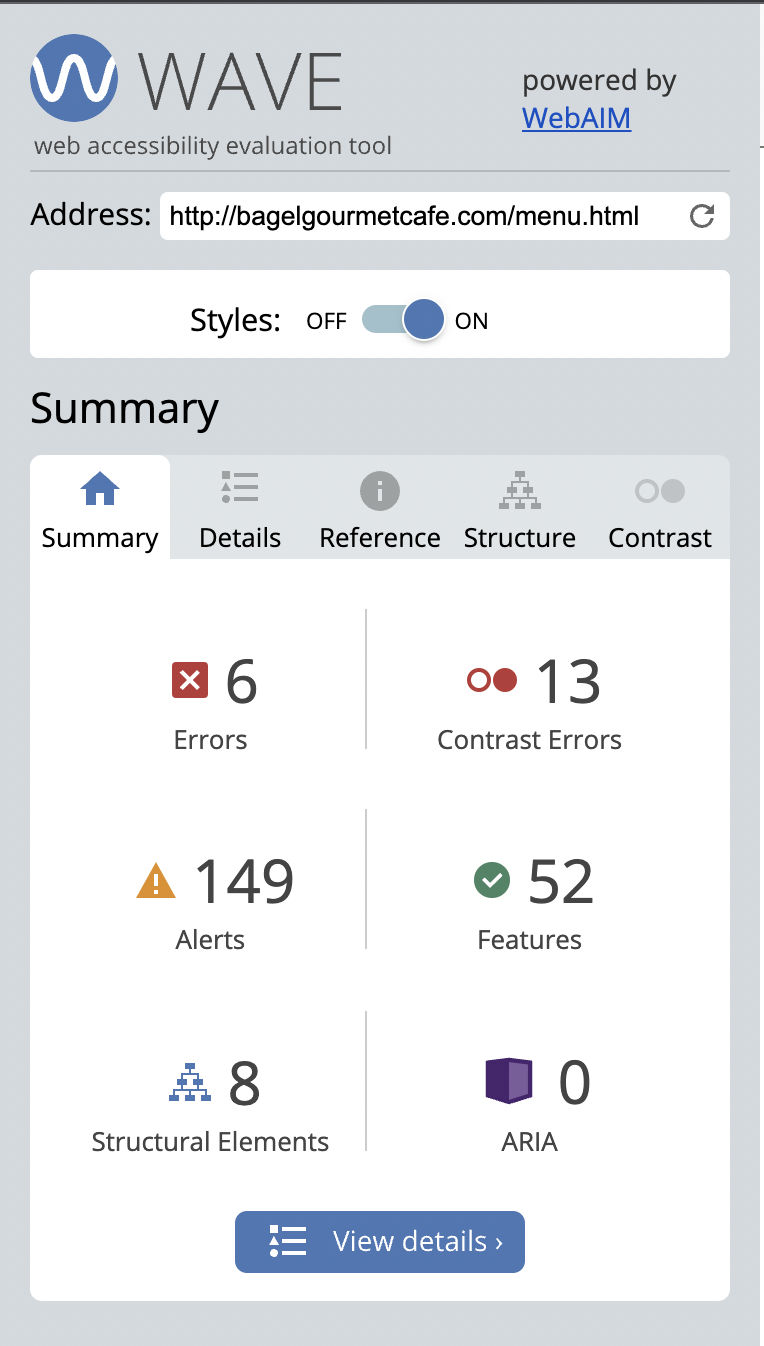 WAVE
web accessibility evaluation tool
powered by
WebAIM
Address: http://bagelgourmetcafe.com/menu.html
Styles: OFF ON
Summary
Summary Details Reference Structure Contrast
6 13
Errors Contrast Errors
149 52
Alerts Features
8 0
Structural Elements ARIA
View details ›